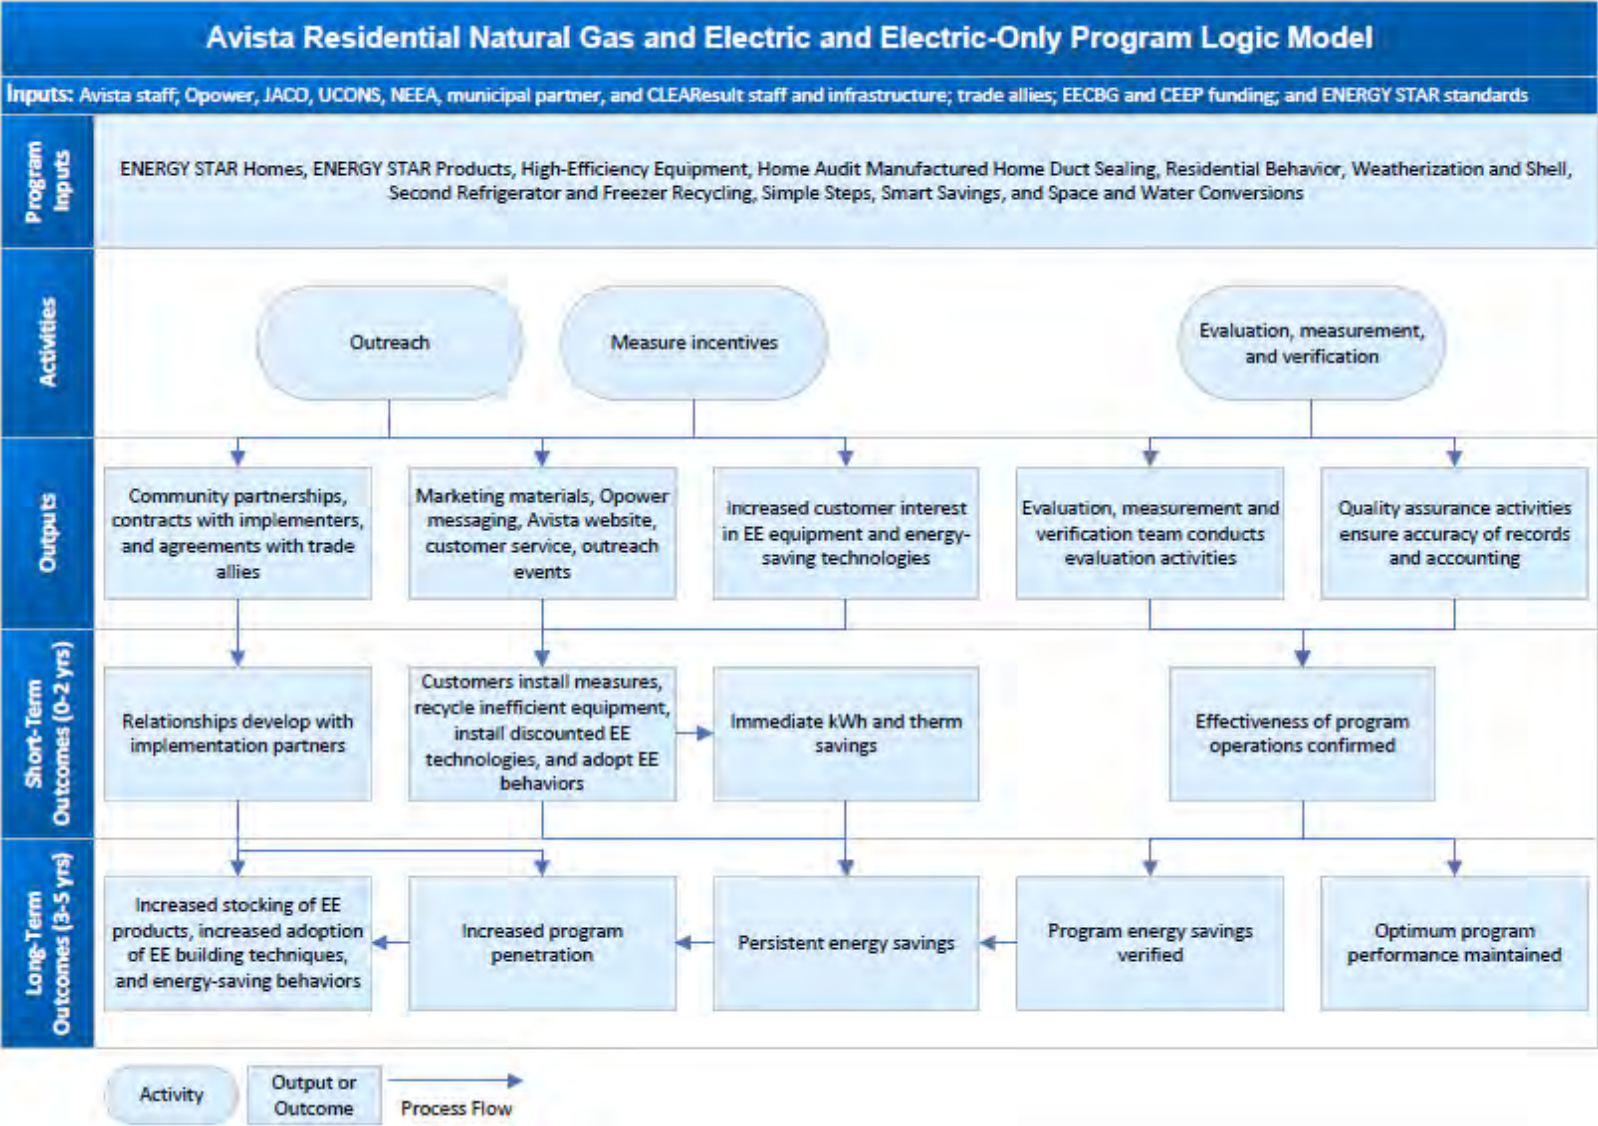 Avista Residential Natural Gas and Electric and Electric-Only Program Logic Model
Inputs: Avista staff; Opower, JACO, UCONS, NEEA, municipal partner, and CLEAResult staff and infrastructure; trade allies; EECBG and CEEP funding; and ENERGY STAR standards
Program
Inputs
ENERGY STAR Homes, ENERGY STAR Products, High-Efficiency Equipment, Home Audit Manufactured Home Duct Sealing, Residential Behavior, Weatherization and Shell,
Second Refrigerator and Freezer Recycling, Simple Steps, Smart Savings, and Space and Water Conversions
Activities
Outreach
Measure incentives
Evaluation, measurement,
and verification
Outputs
Community partnerships,
contracts with implementers,
and agreements with trade
allies
Marketing materials, Opower
messaging, Avista website,
customer service, outreach
events
Increased customer interest
in EE equipment and energy-
saving technologies
Evaluation, measurement and
verification team conducts
evaluation activities
Quality assurance activities
ensure accuracy of records
and accounting
Short-Term
Outcomes (0-2 yrs)
Relationships develop with
implementation partners
Customers install measures,
recycle inefficient equipment,
install discounted EE
technologies, and adopt EE
behaviors
Immediate kWh and therm
savings
Effectiveness of program
operations confirmed
Long-Term
Outcomes (3-5 yrs)
Increased stocking of EE
products, increased adoption
of EE building techniques,
and energy-saving behaviors
Increased program
penetration
Persistent energy savings
Program energy savings
verified
Optimum program
performance maintained
Activity
Output or
Outcome
Process Flow